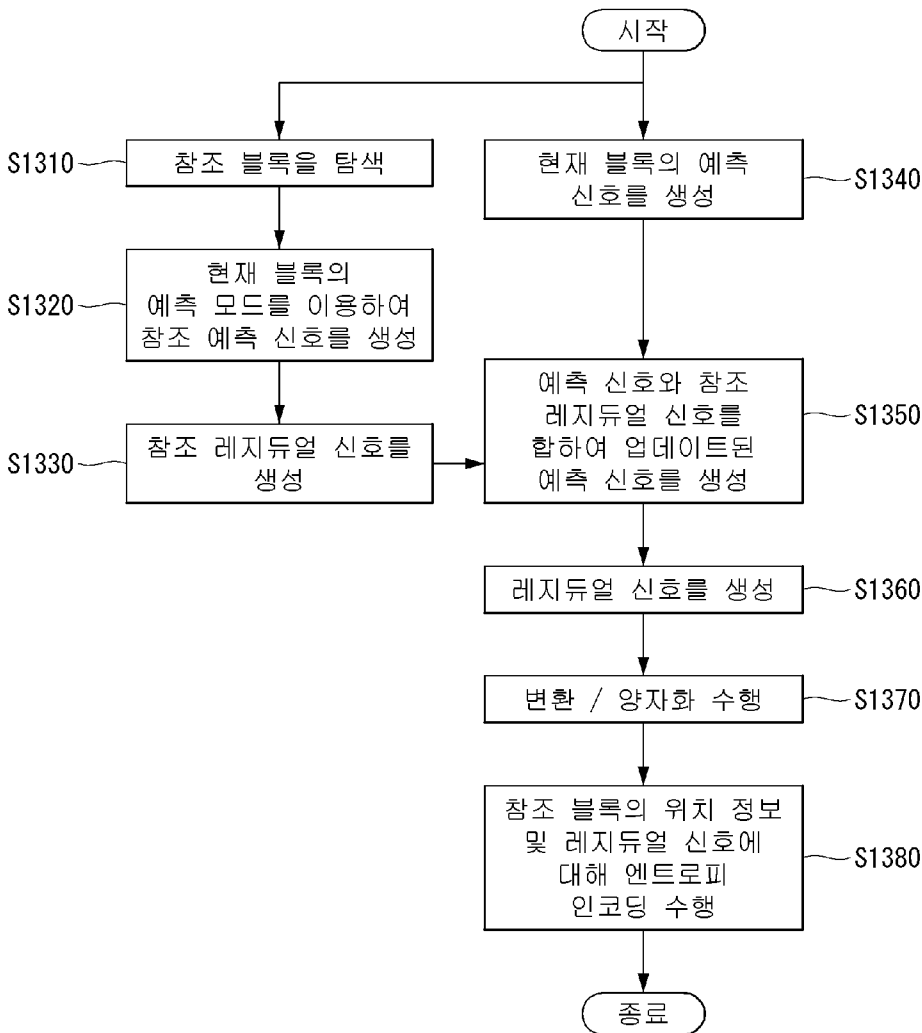 시작
S1310
참조 블록을 탐색
S1320
현재 블록의
예측 모드를 이용하여
참조 예측 신호를 생성
S1330
참조 레지듀얼 신호를
생성
현재 블록의 예측
신호를 생성
S1340
예측 신호와 참조
레지듀얼 신호를
합하여 업데이트된
예측 신호를 생성
S1350
레지듀얼 신호를 생성
S1360
변환 / 양자화 수행
S1370
참조 블록의 위치 정보
및 레지듀얼 신호에
대해 엔트로피
인코딩 수행
S1380
종료